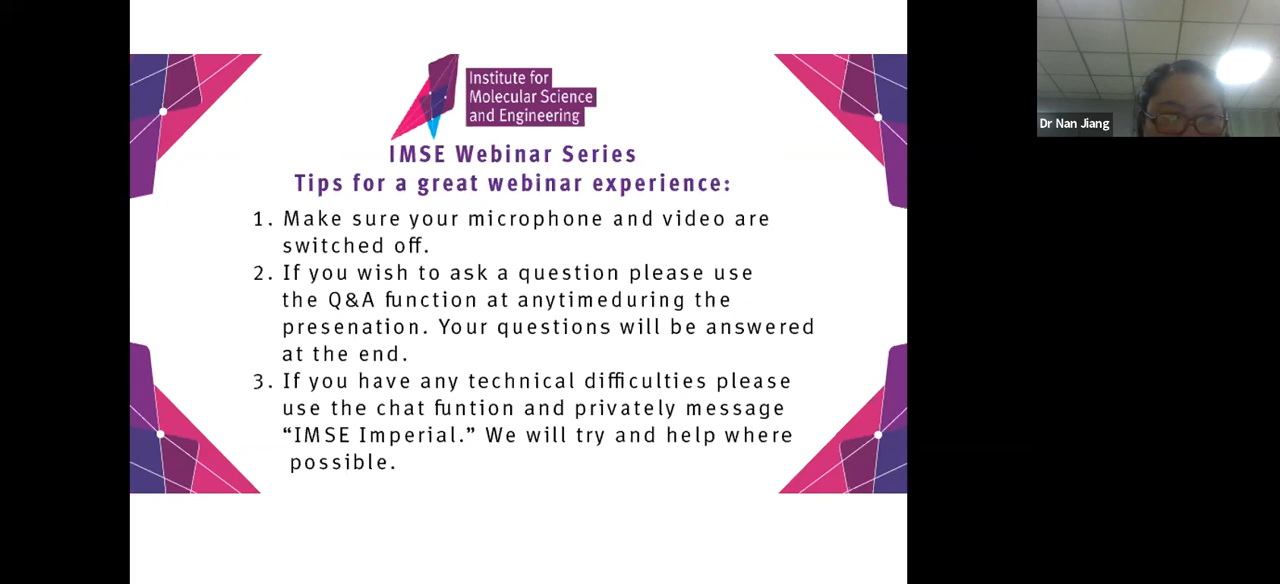 Institute for
Molecular Science
and Engineering
IMSE Webinar Series
Tips for a great webinar experience:
1. Make sure your microphone and video are
switched off.
2. If you wish to ask a question please use
the Q&A function at anytimeduring the
presenation. Your questions will be answered
at the end.
3. If you have any technical difficulties please
use the chat funtion and privately message
“IMSE Imperial.” We will try and help where
possible.
Dr Nan Jiang